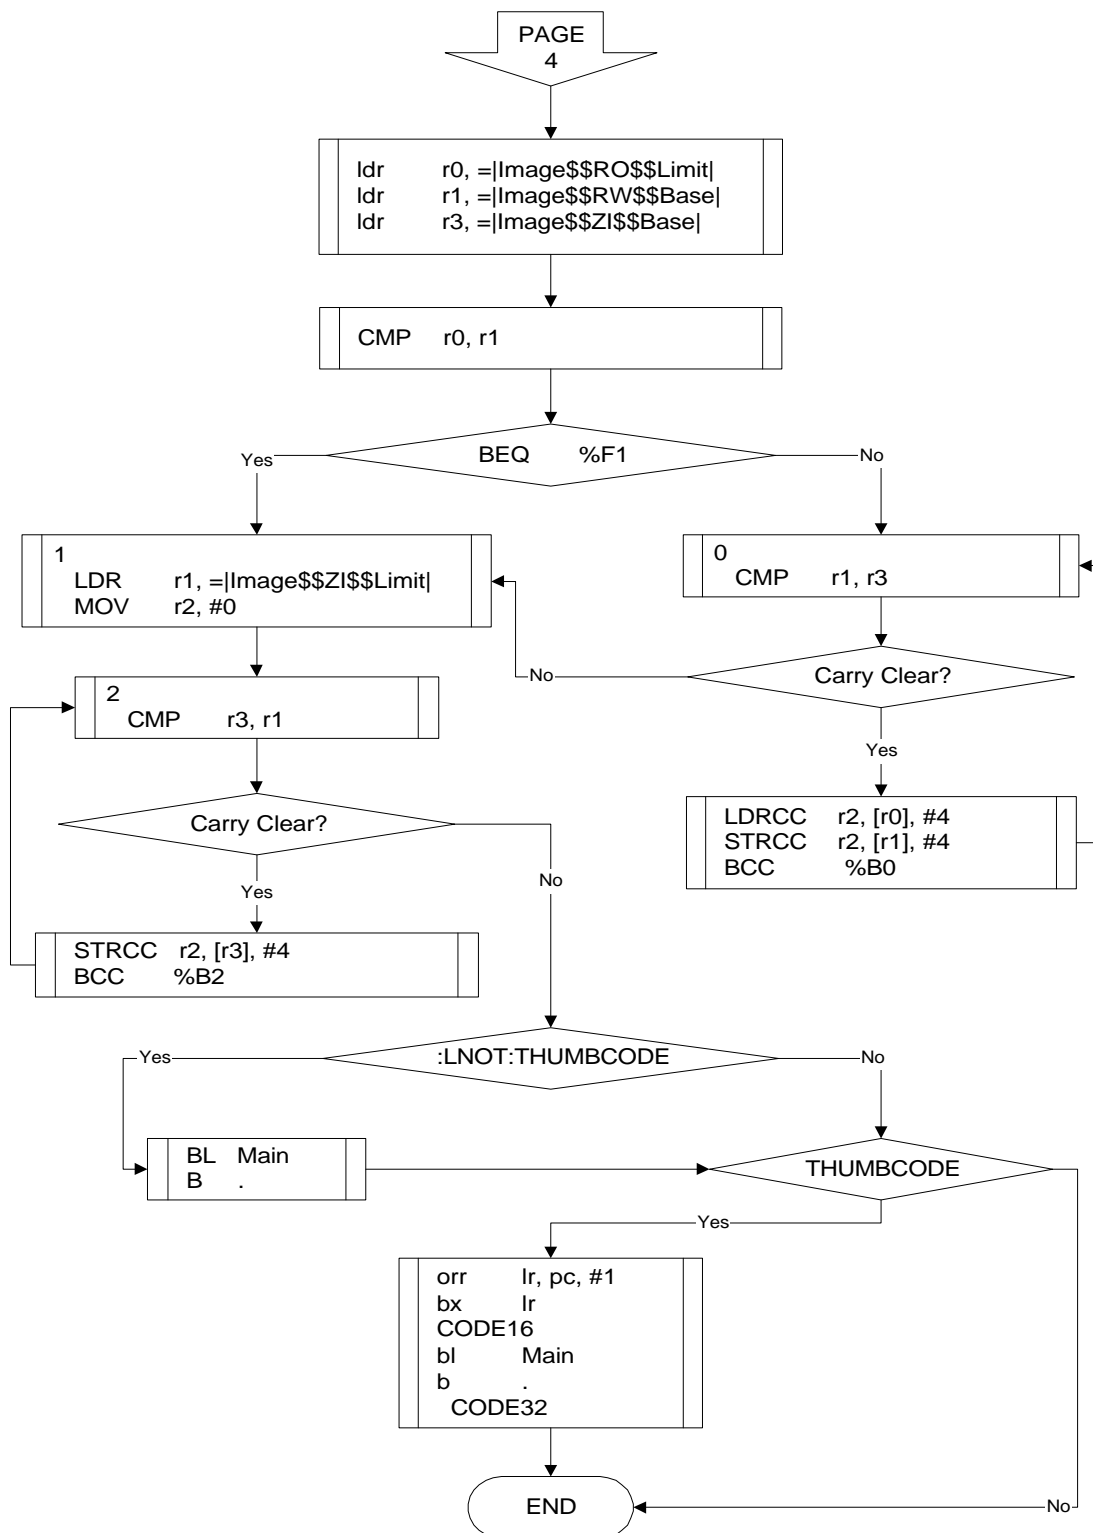 PAGE
4
ldr r0, =|Image$$RO$$Limit|
ldr r1, =|Image$$RW$$Base|
ldr r3, =|Image$$ZI$$Base|
CMP r0, r1
BEQ %F1
Yes
No
1
LDR r1, =|Image$$ZI$$Limit|
MOV r2, #0
0
CMP r1, r3
No
Carry Clear?
2
CMP r3, r1
Yes
Carry Clear?
LDRCC r2, [r0], #4
STRCC r2, [r1], #4
BCC %B0
No
Yes
STRCC r2, [r3], #4
BCC %B2
:LNOT:THUMBCODE
Yes
No
BL Main
B .
THUMBCODE
Yes
orr lr, pc, #1
bx lr
CODE16
bl Main
b .
CODE32
END
No